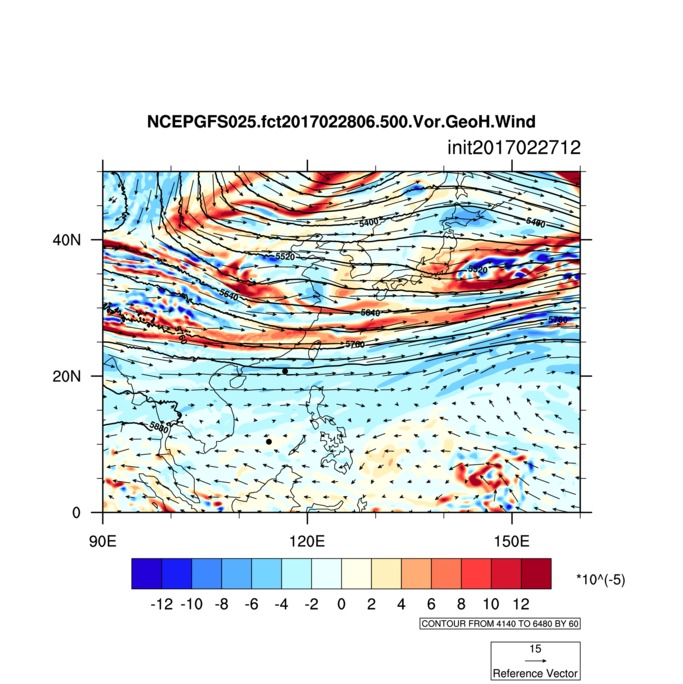 NCEPGFS025.fct2017022806.500.Vor.GeoH.Wind
init2017022712
5400
5480
40N
5520
5520
5640
5640
5760
5760
20N
5880
0
90E 120E 150E
-12 -10 -8 -6 -4 -2 0 2 4 6 8 10 12
*10^(-5)
CONTOUR FROM 4140 TO 6480 BY 60
15
Reference Vector